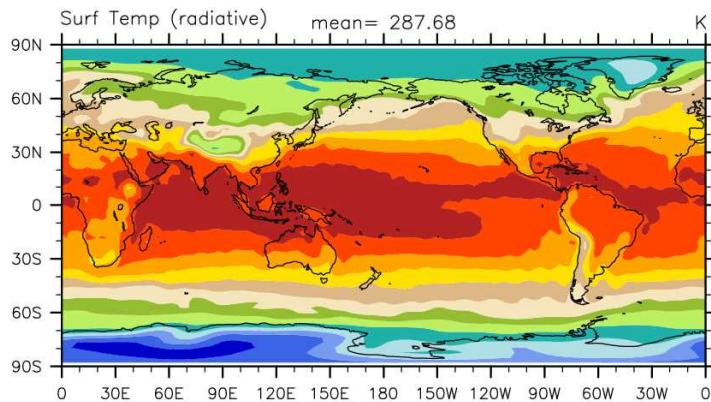 Surf Temp (radiative) mean= 287.68 K
90N
60N
30N
0
30S
60S
90S
0 30E 60E 90E 120E 150E 180 150W 120W 90W 60W 30W 0